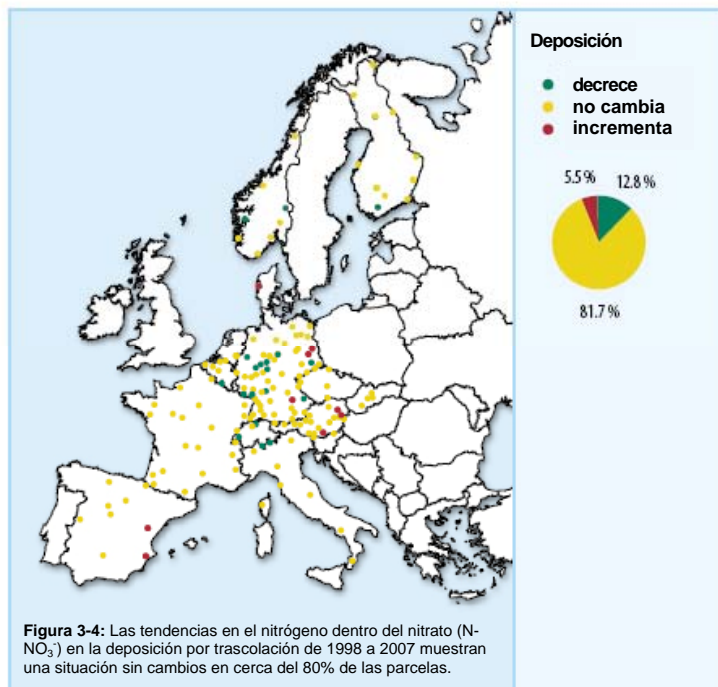 Deposición
decrece
no cambia
incrementa
5.5 %
12.8 %
81.7 %
Figura 3-4: Las tendencias en el nitrógeno dentro del nitrato (N-
NO₃⁻) en la deposición por trascolación de 1998 a 2007 muestran
una situación sin cambios en cerca del 80% de las parcelas.